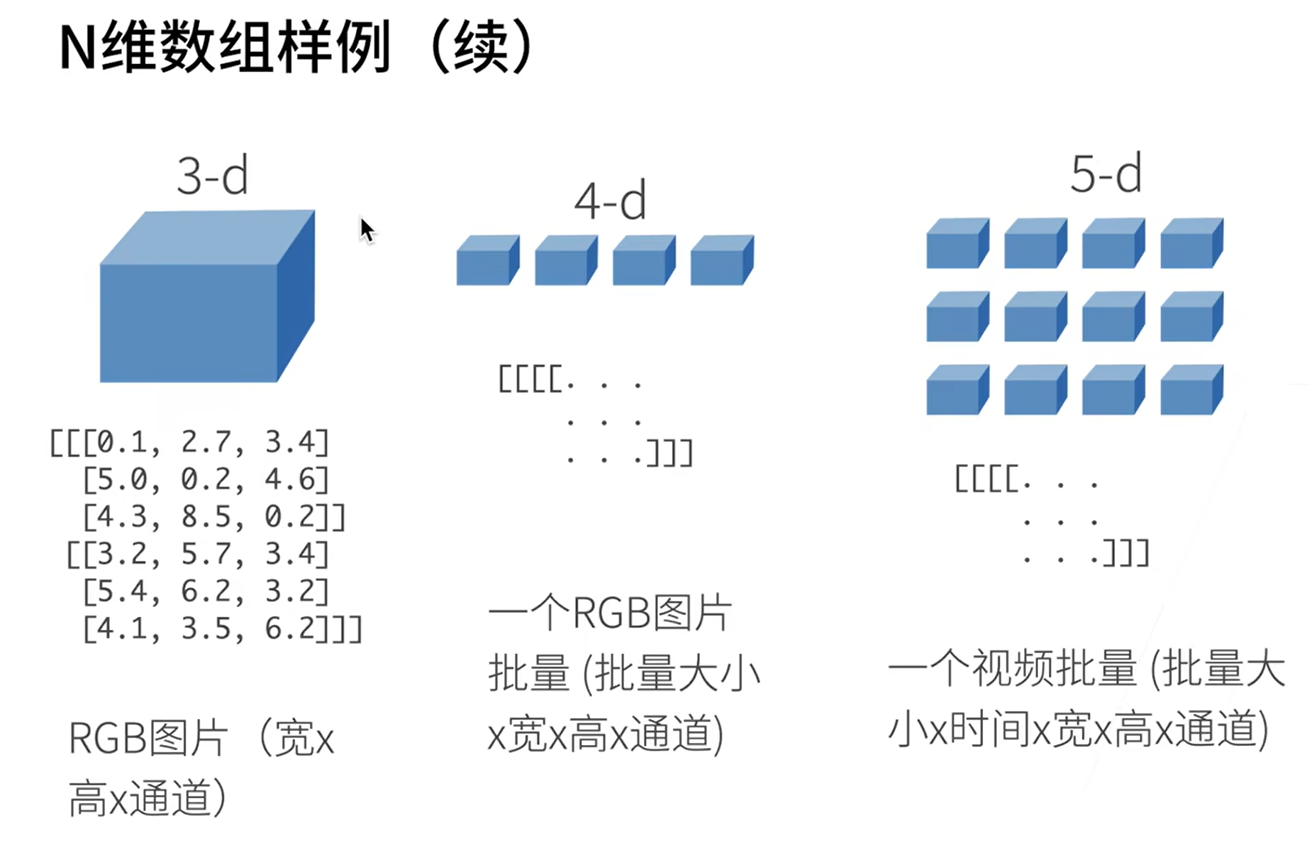 N维数组样例（续）
3-d
[[[0.1, 2.7, 3.4]
[5.0, 0.2, 4.6]
[4.3, 8.5, 0.2]]
[[3.2, 5.7, 3.4]
[5.4, 6.2, 3.2]
[4.1, 3.5, 6.2]]]
RGB图片（宽x
高x通道）
4-d
[[[[. . .
. . .
. . .]]]
一个RGB图片
批量 (批量大小
x宽x高x通道)
5-d
[[[[. . .
. . .
. . .]]]
一个视频批量 (批量大
小x时间x宽x高x通道)